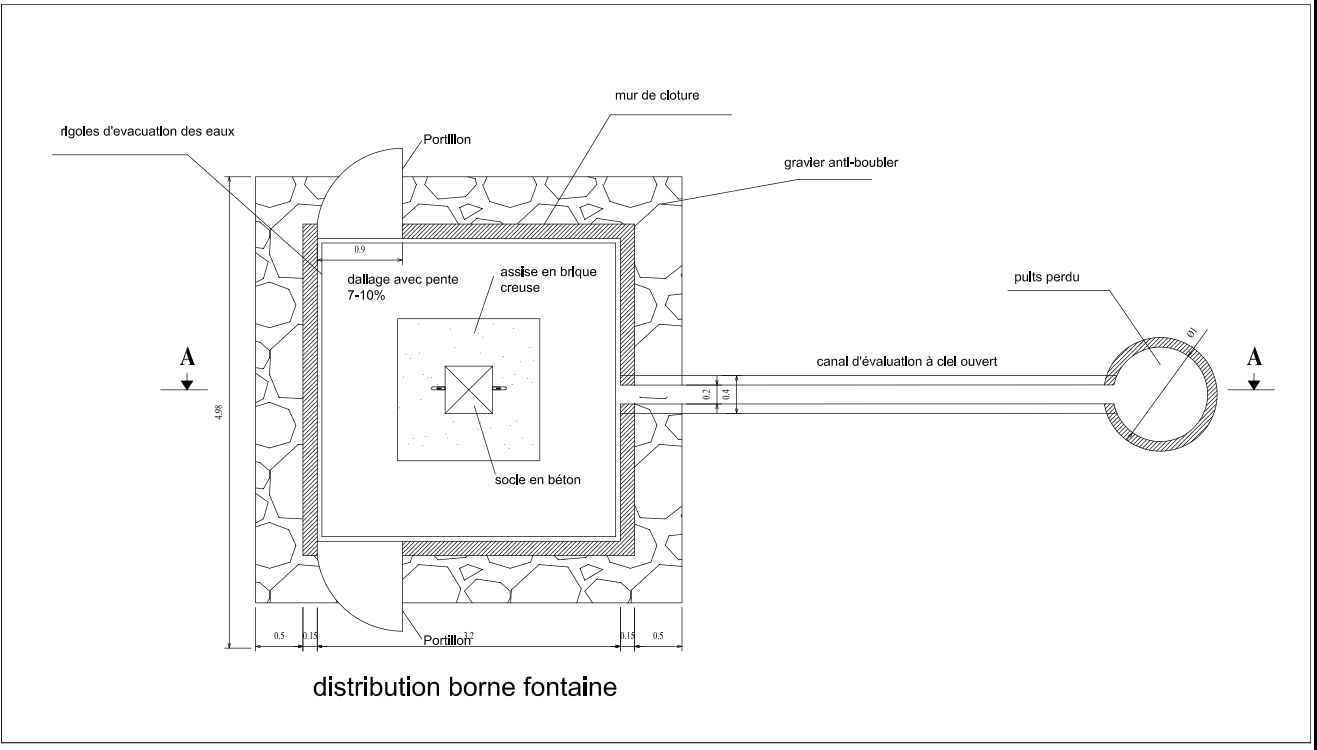 mur de cloture
rigoles d'evacuation des eaux
Portillon
gravier anti-boubler
0.9
dallage avec pente
7-10%
assise en brique
creuse
puits perdu
Ø1
A
A
canal d'évaluation à ciel ouvert
0.2
0.4
4.98
socle en béton
0.5
0.15
Portillon
3.2
0.15
0.5
distribution borne fontaine